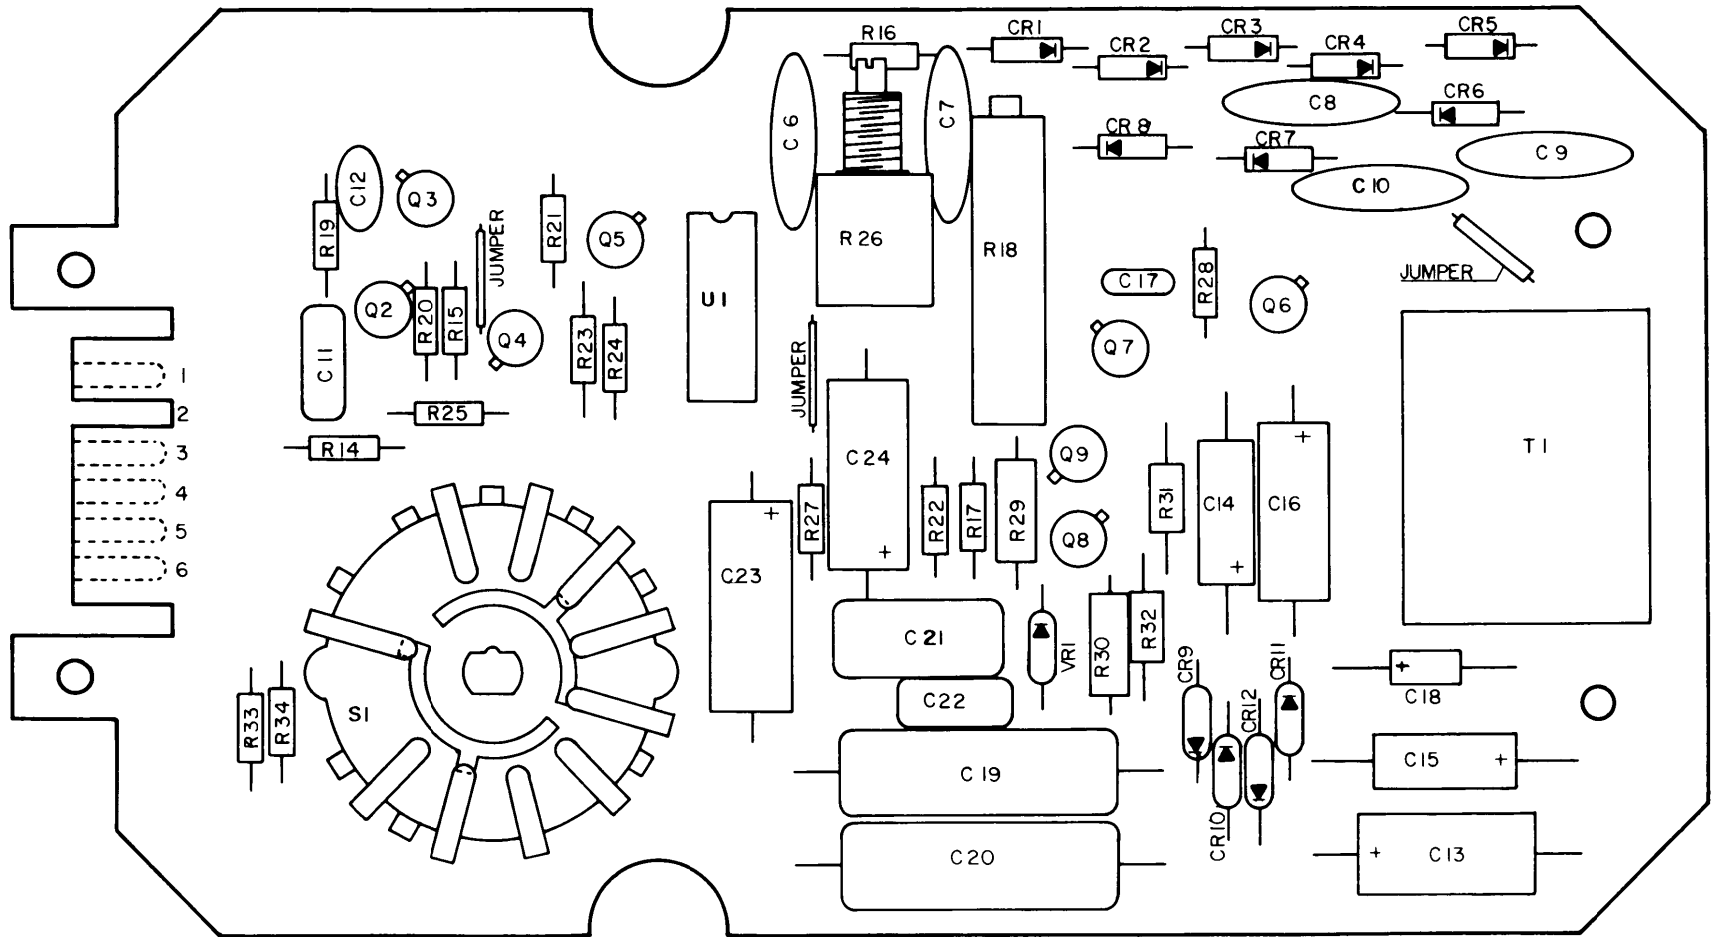 CR1
CR3
CR5
R16
CR2
CR4
C8
CR6
C6
C7
CR8
CR7
C9
C10
C12
Q3
R19
JUMPER
R21
Q5
R26
R18
U1
C17
R28
JUMPER
Q6
Q2
R20
R15
Q4
R23
R24
Q7
C11
1
2
3
4
5
6
R25
R14
JUMPER
C24
+
Q9
T1
C23
+
R27
R22
R17
R29
Q8
R31
C14
+
C16
+
C21
VR1
R30
R32
C22
CR9
CR11
+
C18
R33
R34
S1
CR12
CR10
C19
C15 +
C20
+ C13